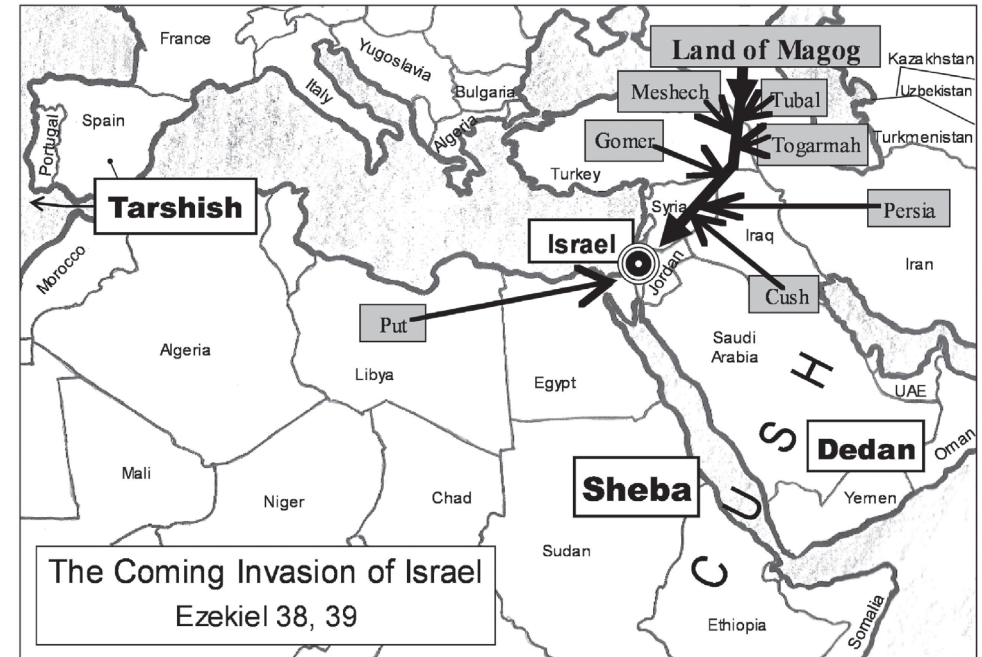 France
Yugoslavia
Italy
Bulgaria
Algeria
Land of Magog
Kazakhstan
Uzbekistan
Turkmenistan
Meshech
Tubal
Gomer
Togarmah
Portugal
Spain
Turkey
Tarshish
Syria
Persia
Israel
Iraq
Iran
Jordan
Cush
Morocco
Put
Algeria
Libya
Egypt
Saudi
Arabia
UAE
CUSH
Dedan
Oman
Sheba
Yemen
Mali
Niger
Chad
Sudan
Ethiopia
Somalia
The Coming Invasion of Israel
Ezekiel 38, 39